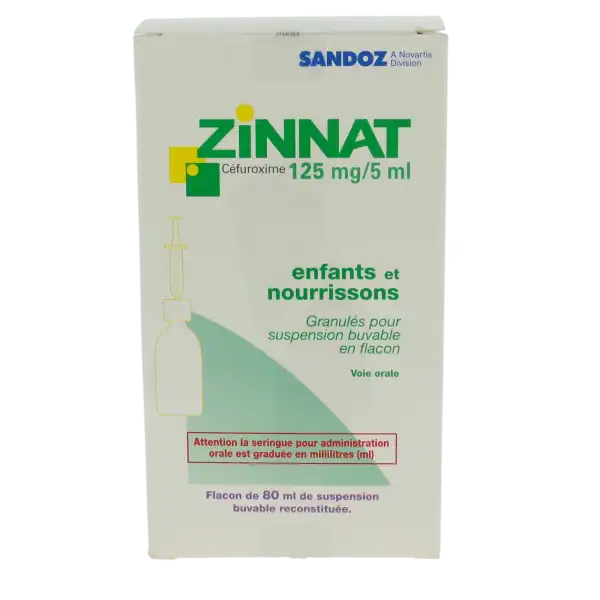 SANDOZ A Novartis
Division
ZiNNAT
Céfuroxime 125 mg/5 ml
enfants et
nourrissons
Granulés pour
suspension buvable
en flacon
Voie orale
Attention la seringue pour administration
orale est graduée en millilitres (ml)
Flacon de 80 ml de suspension
buvable reconstituée.